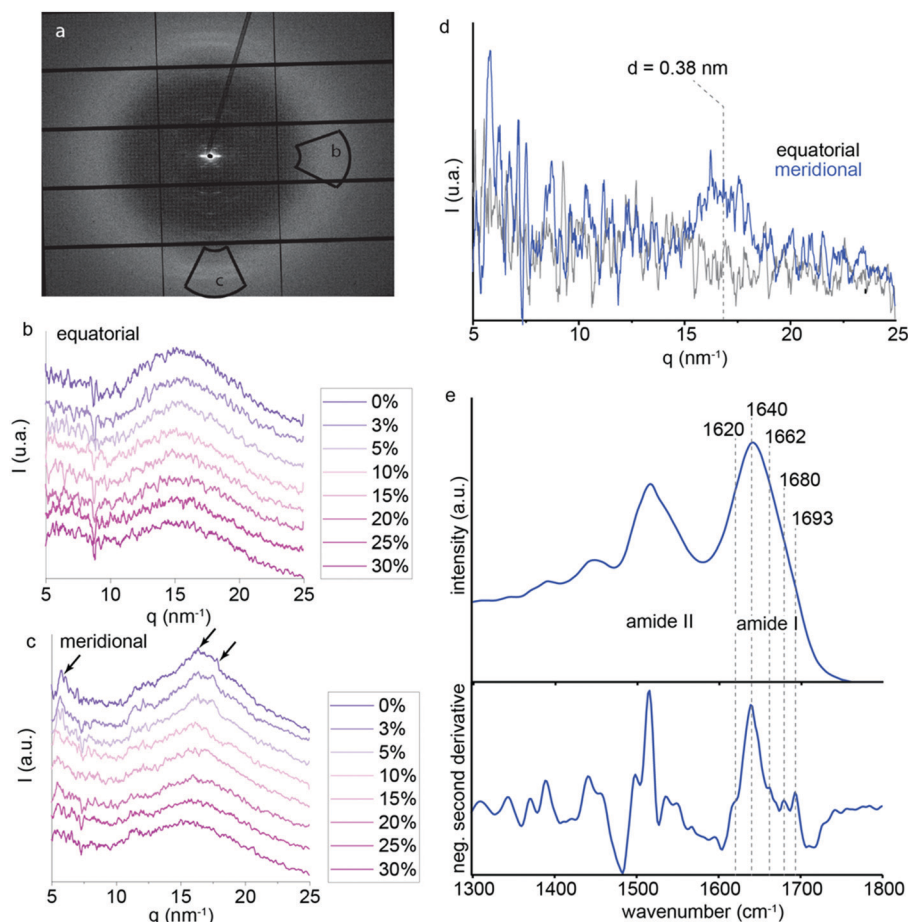 a
b
c
b
equatorial
I (u.a.)
0%
3%
5%
10%
15%
20%
25%
30%
5
10
15
20
25
q (nm⁻¹)
c
meridional
I (a.u.)
0%
3%
5%
10%
15%
20%
25%
30%
5
10
15
20
25
q (nm⁻¹)
d
d = 0.38 nm
equatorial
meridional
I (u.a.)
5
10
15
20
25
q (nm⁻¹)
e
1640
1620
1662
1680
1693
intensity (a.u.)
amide II
amide I
neg. second derivative
1300
1400
1500
1600
1700
1800
wavenumber (cm⁻¹)